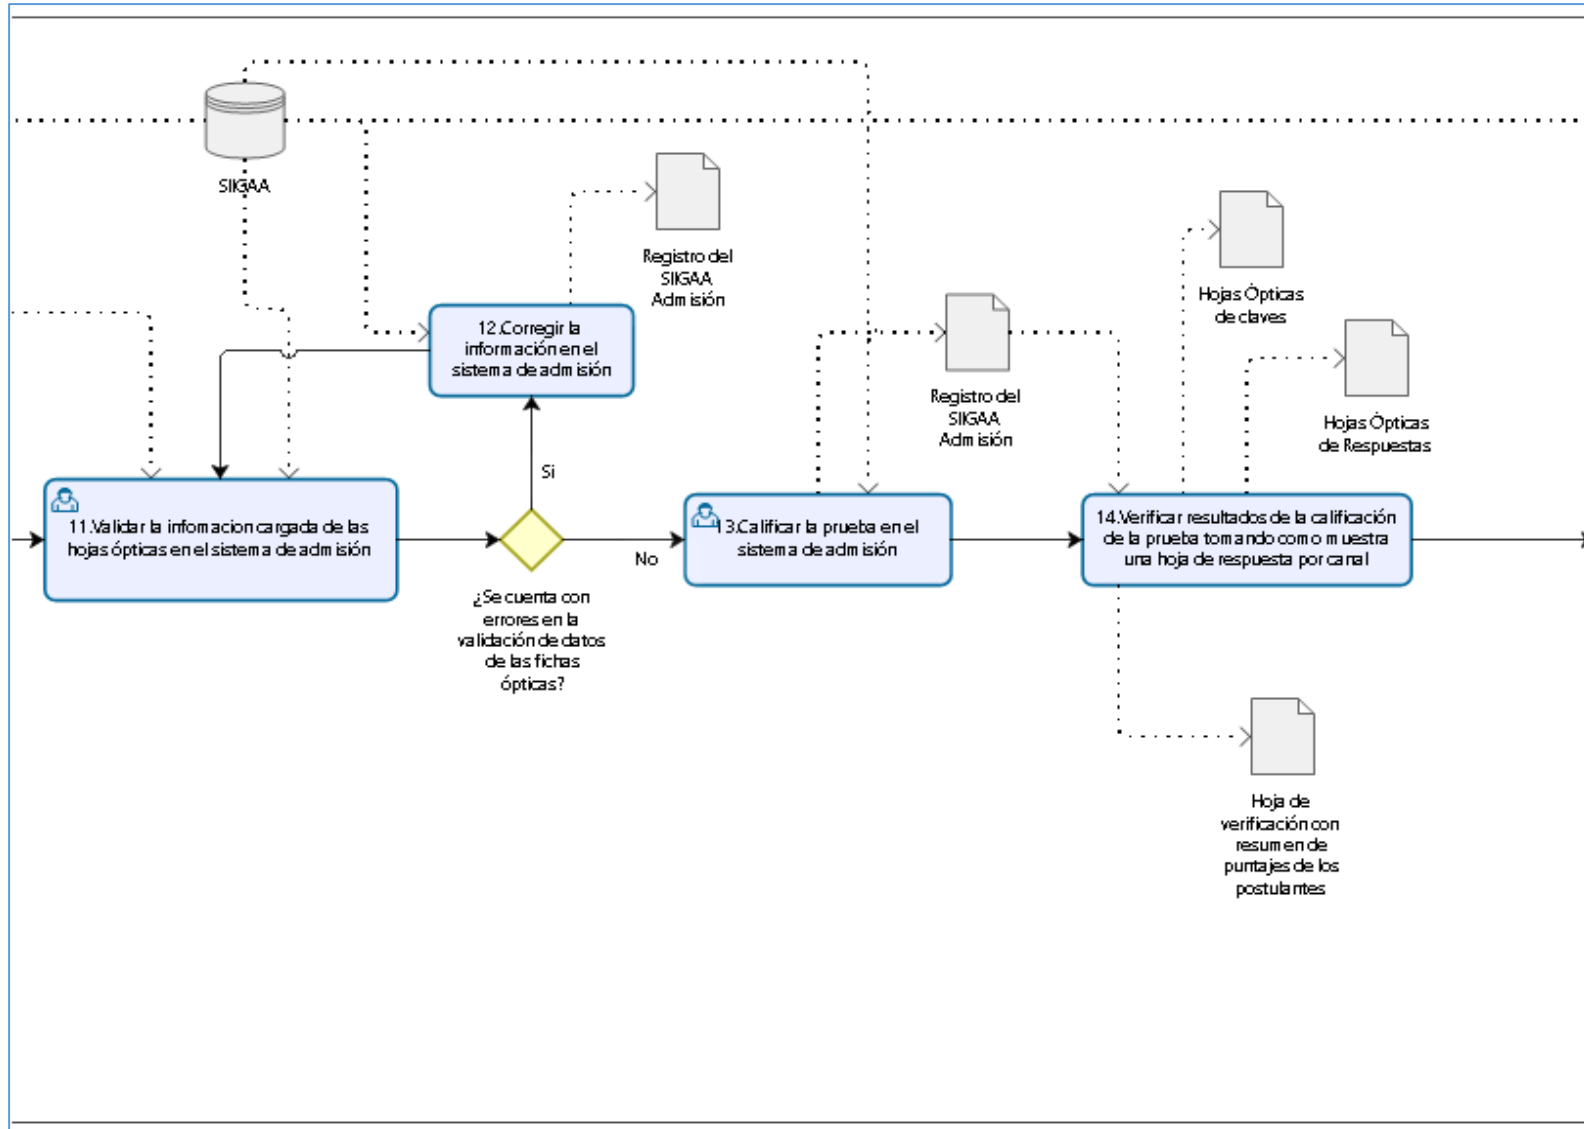 SIIGAA
Registro del
SIIGAA
Admisión
Hojas Ópticas
de claves
12.Corregir la
información en el
sistema de admisión
Registro del
SIIGAA
Admisión
Hojas Ópticas
de Respuestas
Si
11.Validar la infomacion cargada de las
hojas ópticas en el sistema de admisión
No
13.Calificar la prueba en el
sistema de admisión
14.Verificar resultados de la calificación
de la prueba tomando como muestra
una hoja de respuesta por canal
¿Se cuenta con
errores en la
validación de datos
de las fichas
ópticas?
Hoja de
verificación con
resumen de
puntajes de los
postulantes